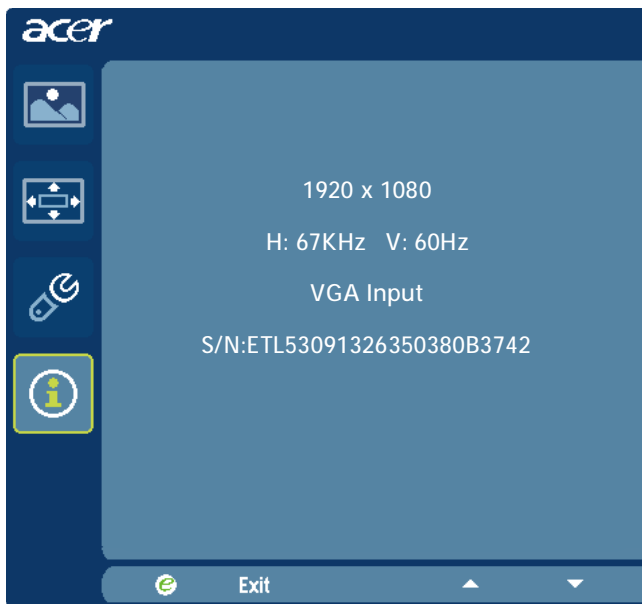 acer
1920 x 1080
H: 67KHz V: 60Hz
VGA Input
S/N:ETL53091326350380B3742
e Exit